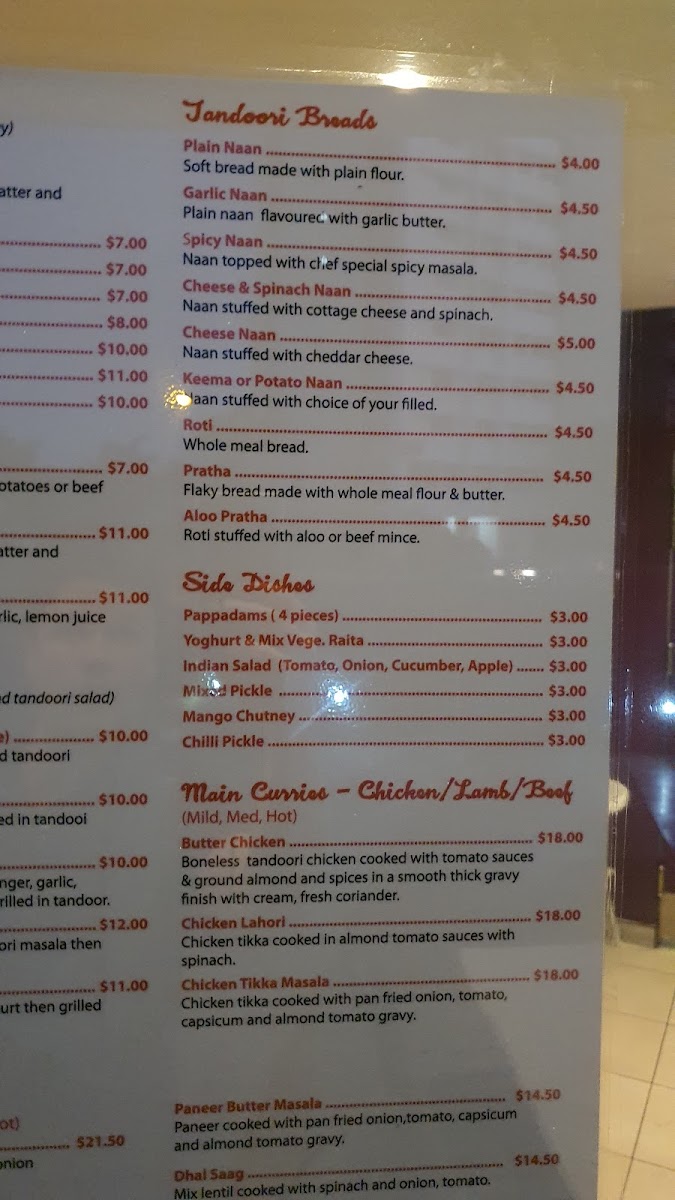 y)
atter and
$7.00
$7.00
$7.00
$8.00
$10.00
$11.00
$10.00
$7.00
otatoes or beef
$11.00
atter and
$11.00
rlic, lemon juice
d tandoori salad)
e) $10.00
d tandoori
$10.00
ed in tandooi
$10.00
nger, garlic,
rilled in tandoor.
$12.00
ori masala then
$11.00
urt then grilled
ot)
$21.50
onion
Tandoori Breads
Plain Naan $4.00
Soft bread made with plain flour.
Garlic Naan $4.50
Plain naan flavoured with garlic butter.
Spicy Naan $4.50
Naan topped with chef special spicy masala.
Cheese & Spinach Naan $4.50
Naan stuffed with cottage cheese and spinach.
Cheese Naan $5.00
Naan stuffed with cheddar cheese.
Keema or Potato Naan $4.50
Naan stuffed with choice of your filled.
Roti $4.50
Whole meal bread.
Pratha $4.50
Flaky bread made with whole meal flour & butter.
Aloo Pratha $4.50
Roti stuffed with aloo or beef mince.
Side Dishes
Pappadams ( 4 pieces) $3.00
Yoghurt & Mix Vege. Raita $3.00
Indian Salad (Tomato, Onion, Cucumber, Apple) $3.00
Mixed Pickle $3.00
Mango Chutney $3.00
Chilli Pickle $3.00
Main Curries – Chicken/Lamb/Beef
(Mild, Med, Hot)
Butter Chicken $18.00
Boneless tandoori chicken cooked with tomato sauces
& ground almond and spices in a smooth thick gravy
finish with cream, fresh coriander.
Chicken Lahori $18.00
Chicken tikka cooked in almond tomato sauces with
spinach.
Chicken Tikka Masala $18.00
Chicken tikka cooked with pan fried onion, tomato,
capsicum and almond tomato gravy.
Paneer Butter Masala $14.50
Paneer cooked with pan fried onion,tomato, capsicum
and almond tomato gravy.
Dhal Saag $14.50
Mix lentil cooked with spinach and onion, tomato.